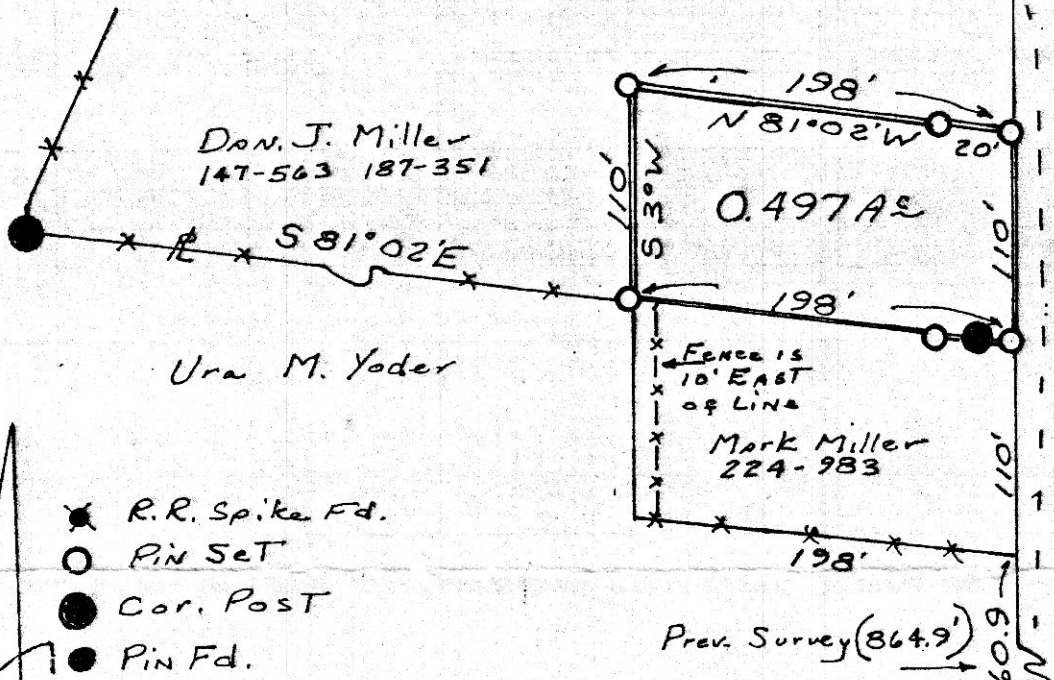 198'
N 81°02'W
20'
Don. J. Miller
147-563 187-351
110'
S 3°W
0.497 Ac
110'
S 81°02'E
198'
Ura M. Yoder
Fence is
10' East
of Line
Mark Miller
224-983
110'
R.R. Spike Fd.
Pin Set
198'
Cor. Post
Prev. Survey (864.9')
Pin Fd.